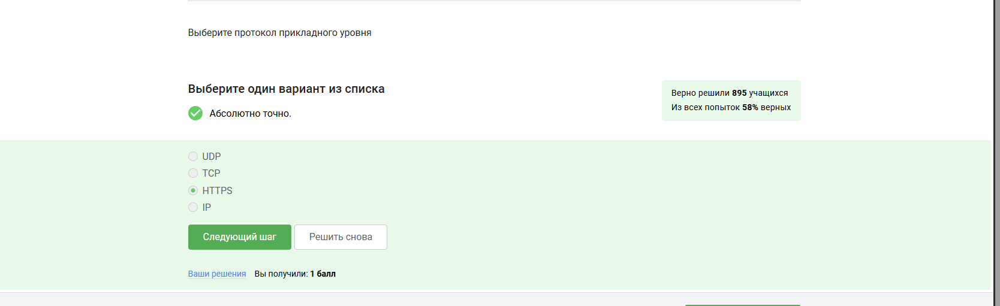 Выберите протокол прикладного уровня
Выберите один вариант из списка
Абсолютно точно.
Верно решили 895 учащихся
Из всех попыток 58% верных
UDP
TCP
HTTPS
IP
Следующий шаг
Решить снова
Ваши решения
Вы получили: 1 балл